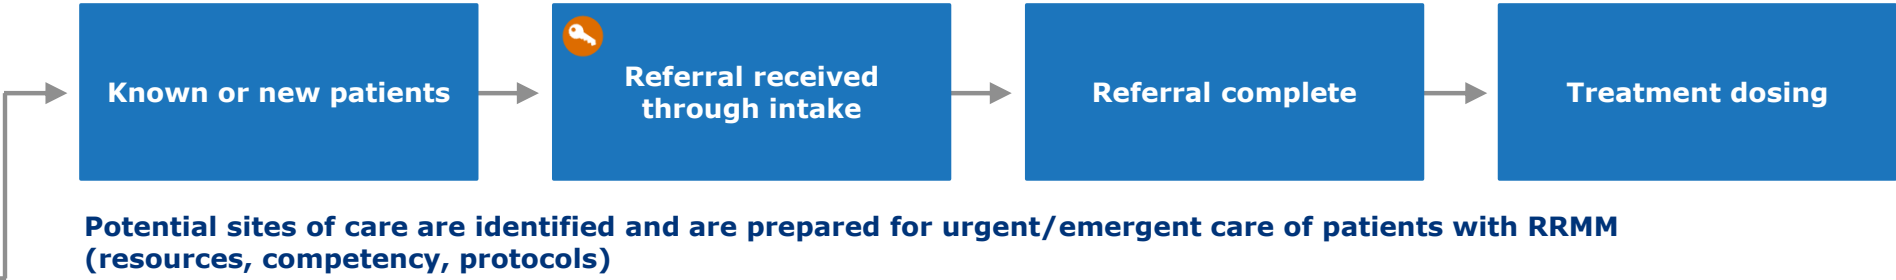 Known or new patients
Referral received
through intake
Referral complete
Treatment dosing
Potential sites of care are identified and are prepared for urgent/emergent care of patients with RRMM
(resources, competency, protocols)